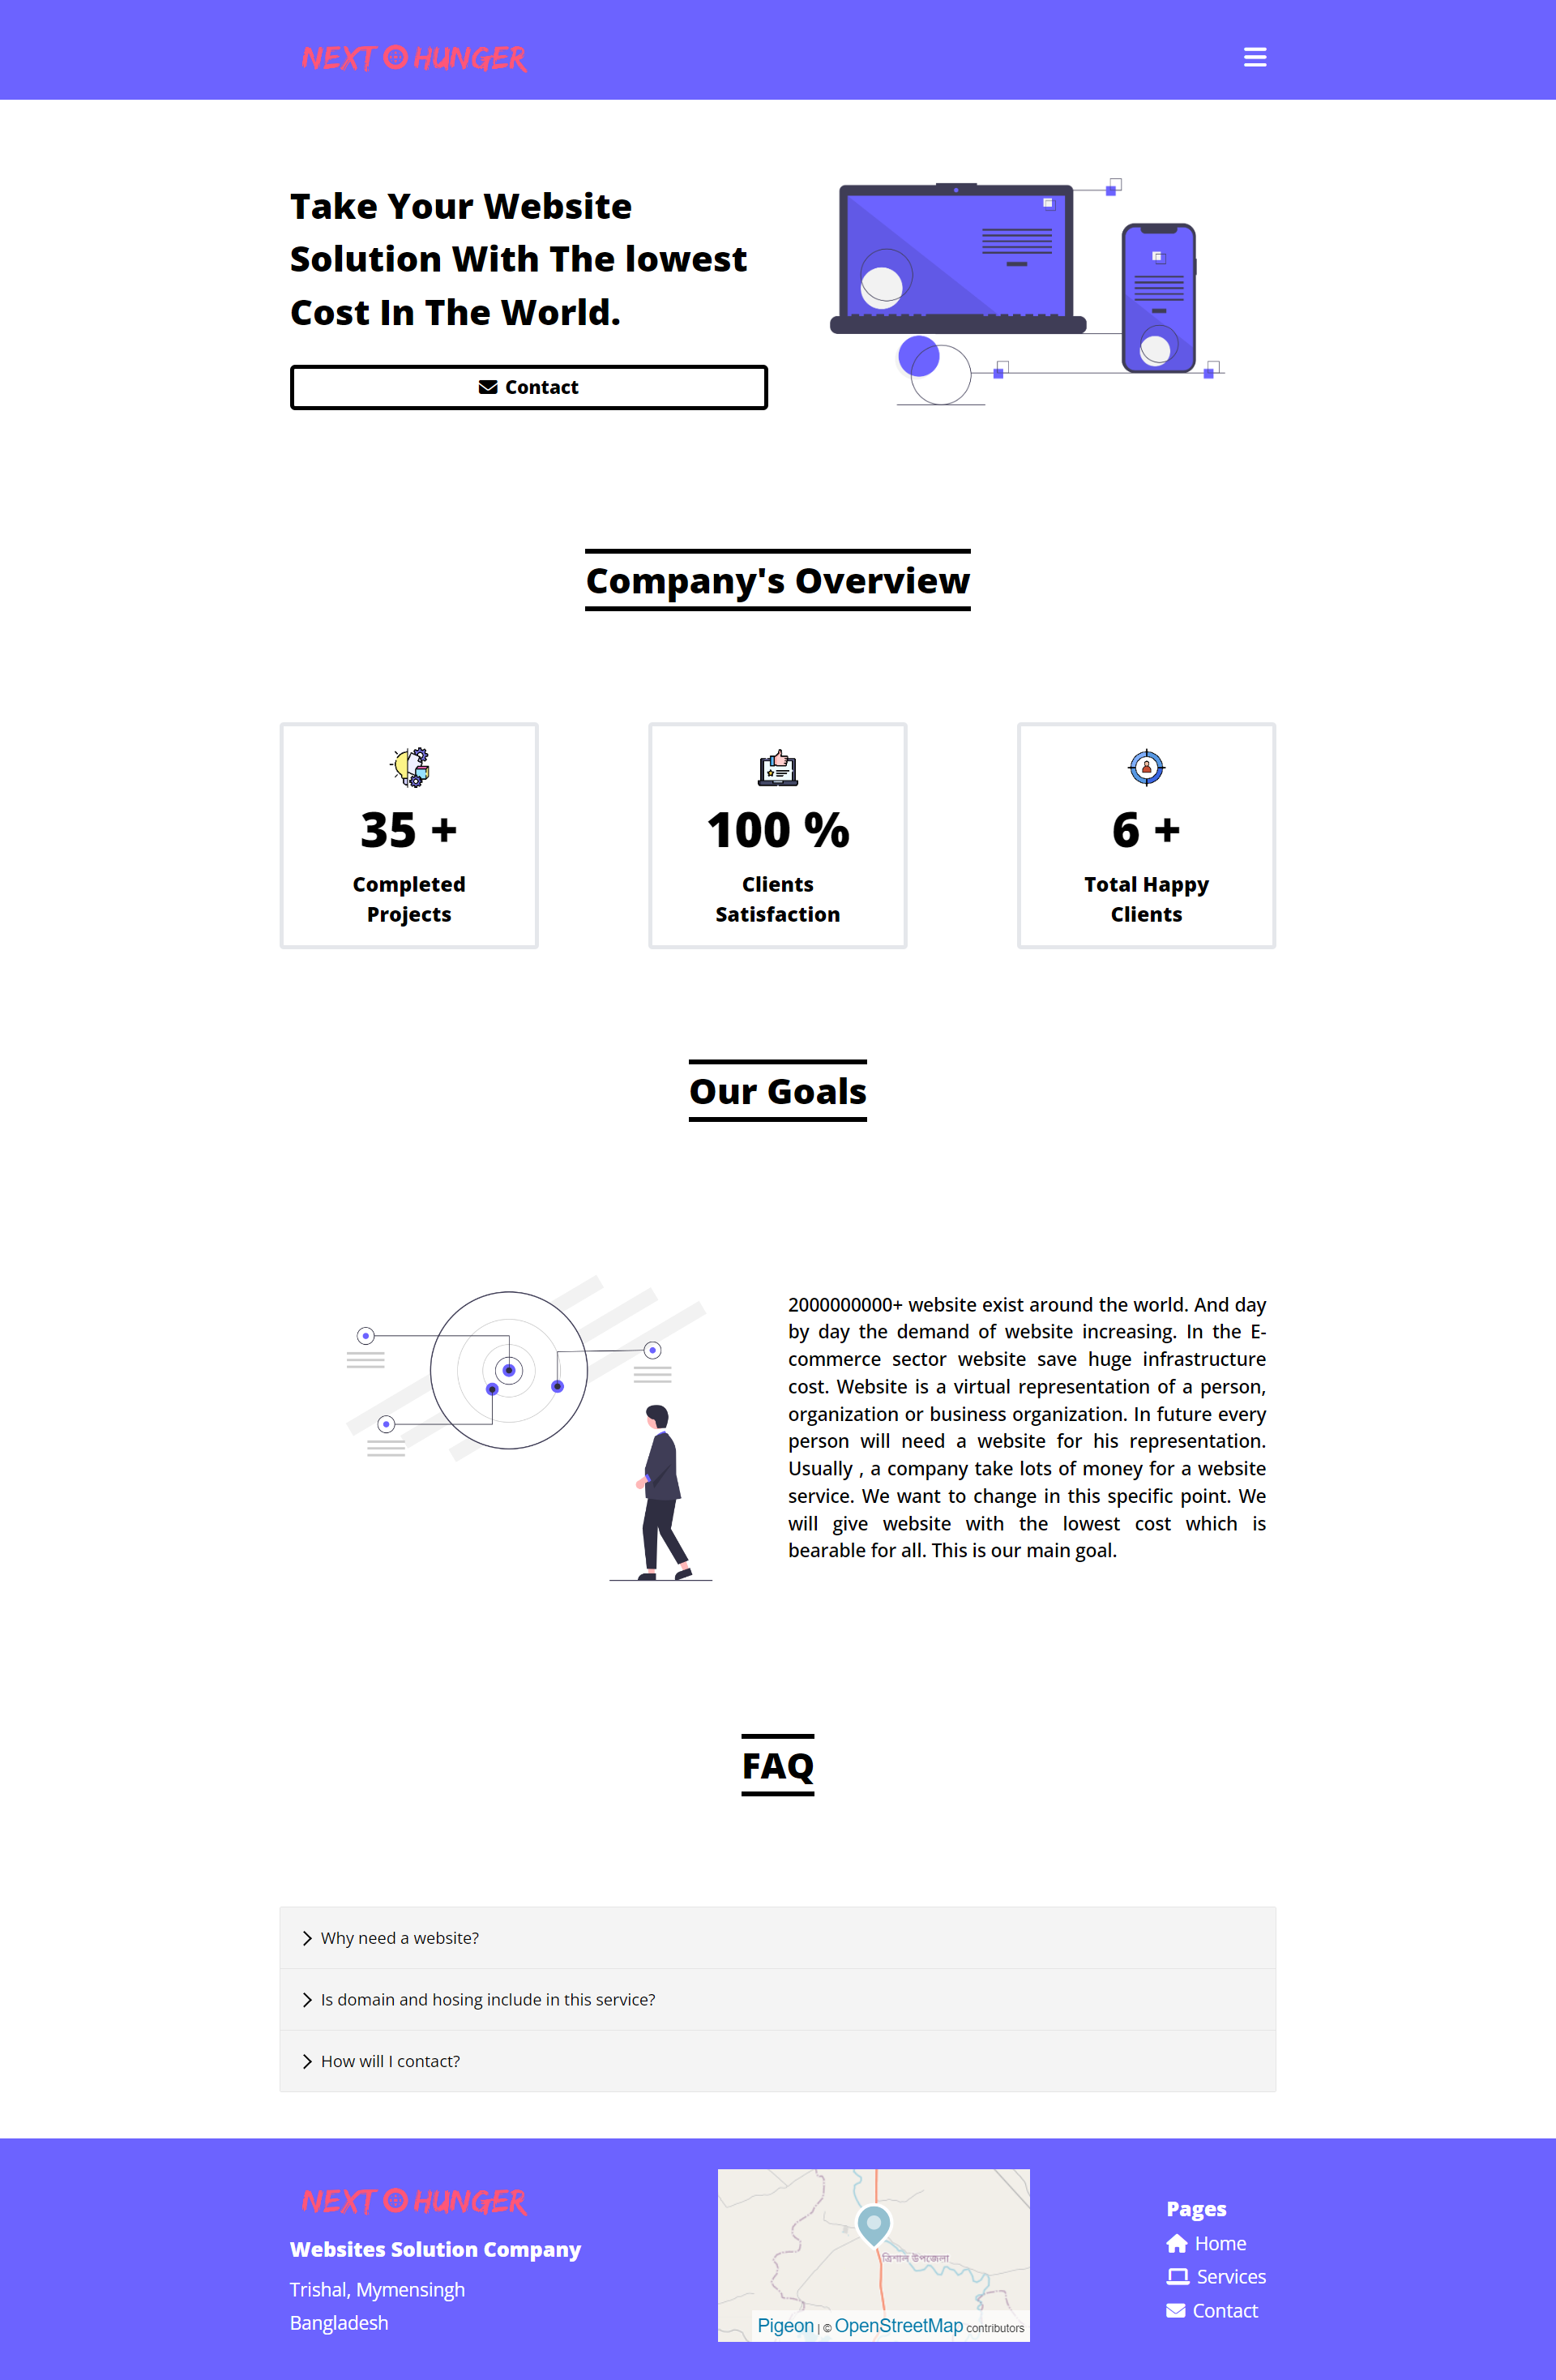 NEXT HUNGER
Take Your Website
Solution With The lowest
Cost In The World.
Contact
Company's Overview
35 +
Completed
Projects
100 %
Clients
Satisfaction
6 +
Total Happy
Clients
Our Goals
2000000000+ website exist around the world. And day
by day the demand of website increasing. In the E-
commerce sector website save huge infrastructure
cost. Website is a virtual representation of a person,
organization or business organization. In future every
person will need a website for his representation.
Usually , a company take lots of money for a website
service. We want to change in this specific point. We
will give website with the lowest cost which is
bearable for all. This is our main goal.
FAQ
Why need a website?
Is domain and hosing include in this service?
How will I contact?
NEXT HUNGER
Websites Solution Company
Trishal, Mymensingh
Bangladesh
ত্রিশাল উপজেলা
Pigeon | © OpenStreetMap contributors
Pages
Home
Services
Contact